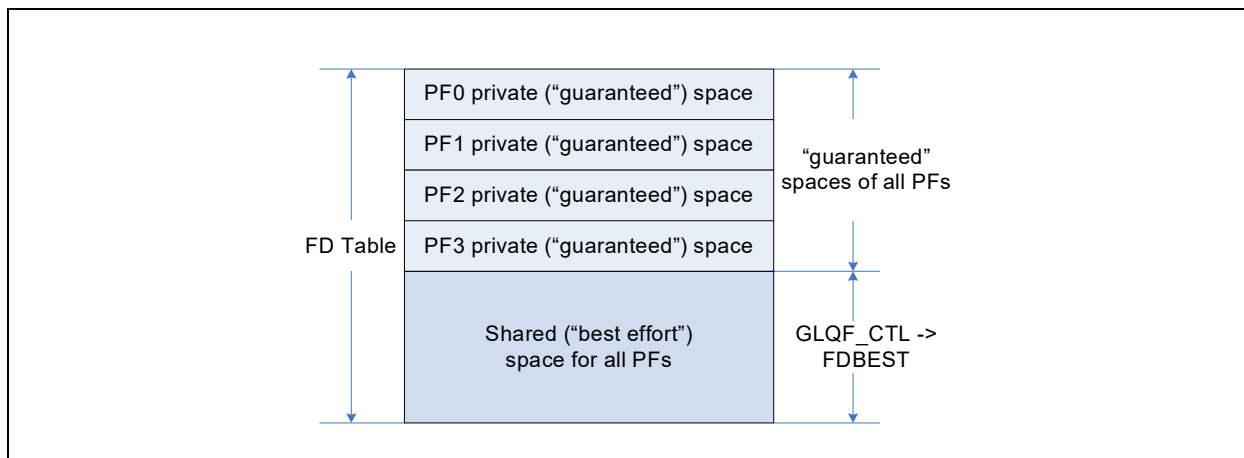 PF0 private (“guaranteed”) space
PF1 private (“guaranteed”) space
PF2 private (“guaranteed”) space
PF3 private (“guaranteed”) space
“guaranteed”
spaces of all PFs
FD Table
Shared (“best effort”)
space for all PFs
GLQF_CTL ->
FDBEST